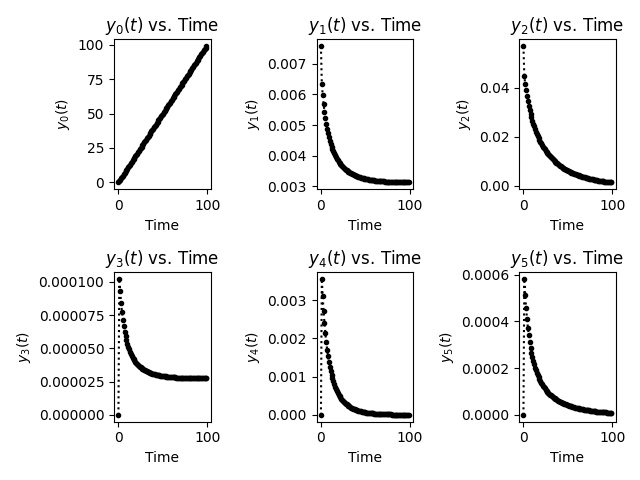 y₀(t) vs. Time
y₀(t)
100
75
50
25
0
0
100
Time
y₁(t) vs. Time
y₁(t)
0.007
0.006
0.005
0.004
0.003
0
100
Time
y₂(t) vs. Time
y₂(t)
0.04
0.02
0.00
0
100
Time
y₃(t) vs. Time
y₃(t)
0.000100
0.000075
0.000050
0.000025
0.000000
0
100
Time
y₄(t) vs. Time
y₄(t)
0.003
0.002
0.001
0.000
0
100
Time
y₅(t) vs. Time
y₅(t)
0.0006
0.0004
0.0002
0.0000
0
100
Time